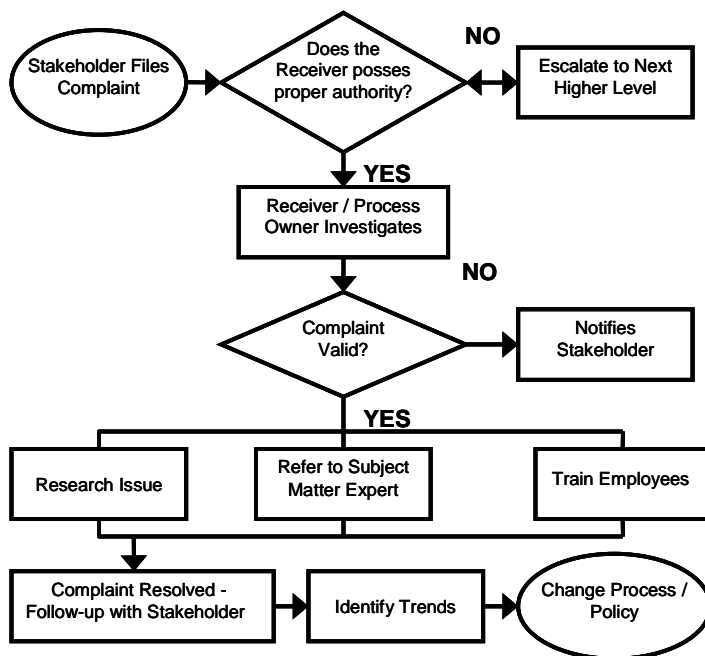 Stakeholder Files
Complaint
Does the
Receiver posses
proper authority?
NO
Escalate to Next
Higher Level
YES
Receiver / Process
Owner Investigates
NO
Complaint
Valid?
Notifies
Stakeholder
YES
Research Issue
Refer to Subject
Matter Expert
Train Employees
Complaint Resolved -
Follow-up with Stakeholder
Identify Trends
Change Process /
Policy